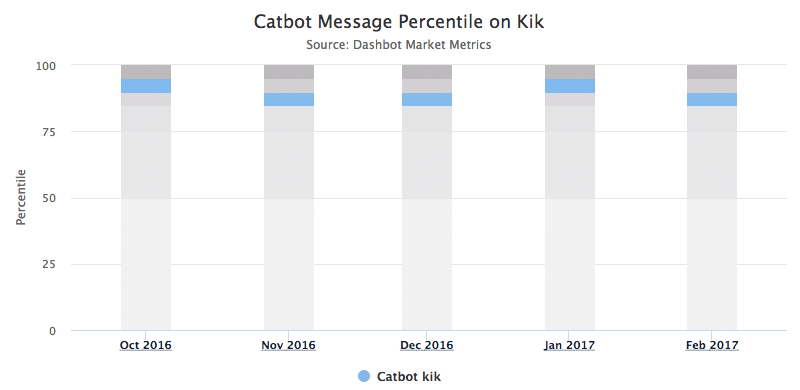 Catbot Message Percentile on Kik
Source: Dashbot Market Metrics
100
75
50
25
0
Percentile
Oct 2016 Nov 2016 Dec 2016 Jan 2017 Feb 2017
Catbot kik